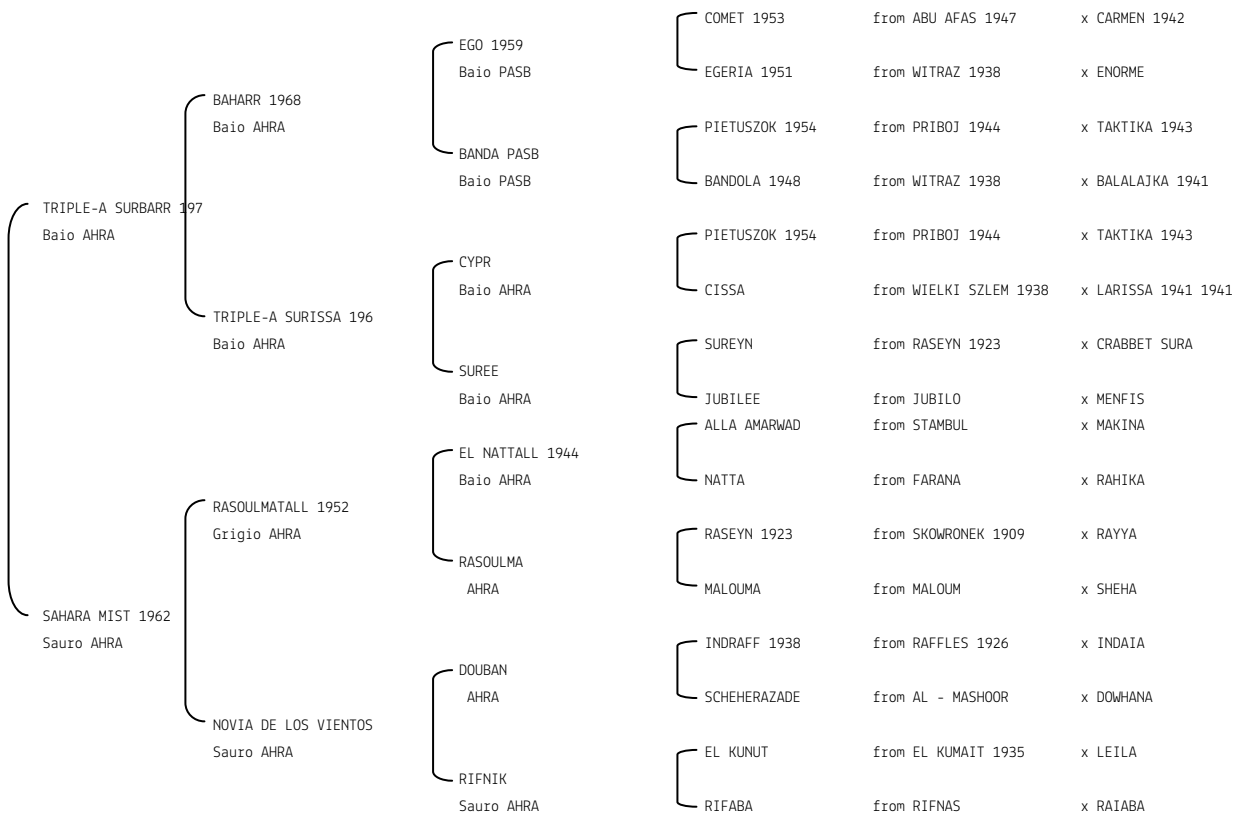 COMET 1953 from ABU AFAS 1947 x CARMEN 1942
EGO 1959
Baio PASB EGERIA 1951 from WITRAZ 1938 x ENORME
BAHARR 1968
Baio AHRA PIETUSZOK 1954 from PRIBOJ 1944 x TAKTIKA 1943
BANDA PASB
Baio PASB BANDOLA 1948 from WITRAZ 1938 x BALALAJKA 1941
TRIPLE-A SURBARR 197
Baio AHRA PIETUSZOK 1954 from PRIBOJ 1944 x TAKTIKA 1943
CYPR
Baio AHRA CISSA from WIELKI SZLEM 1938 x LARISSA 1941 1941
TRIPLE-A SURISSA 196
Baio AHRA SUREYN from RASEYN 1923 x CRABBET SURA
SUREE
Baio AHRA JUBILEE from JUBILO x MENFIS
ALLA AMARWAD from STAMBUL x MAKINA
EL NATTALL 1944
Baio AHRA NATTA from FARANA x RAHIKA
RASOULMATALL 1952
Grigio AHRA RASEYN 1923 from SKOWRONEK 1909 x RAYYA
RASOULMA
AHRA MALOUMA from MALOUM x SHEHA
SAHARA MIST 1962
Sauro AHRA INDRAFF 1938 from RAFFLES 1926 x INDAIA
DOUBAN
AHRA SCHEHERAZADE from AL - MASHOOR x DOWHANA
NOVIA DE LOS VIENTOS
Sauro AHRA EL KUNUT from EL KUMAIT 1935 x LEILA
RIFNIK
Sauro AHRA RIFABA from RIFNAS x RAIABA